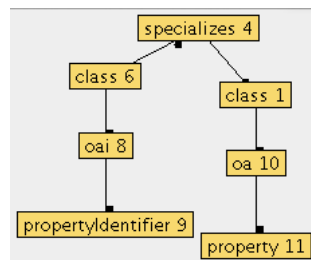 specializes 4
class 6
class 1
oai 8
oa 10
propertyIdentifier 9
property 11